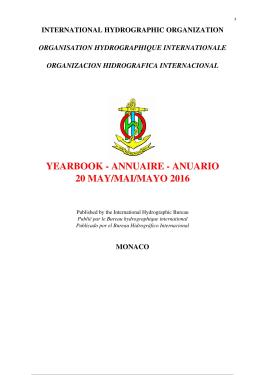 INTERNATIONAL HYDROGRAPHIC ORGANIZATION
ORGANISATION HYDROGRAPHIQUE INTERNATIONALE
ORGANIZACION HIDROGRAFICA INTERNACIONAL
YEARBOOK - ANNUAIRE - ANUARIO
20 MAY/MAI/MAYO 2016
Published by the International Hydrographic Bureau
Publié par le Bureau hydrographique international
Publicado por el Bureau Hidrográfico Internacional
MONACO